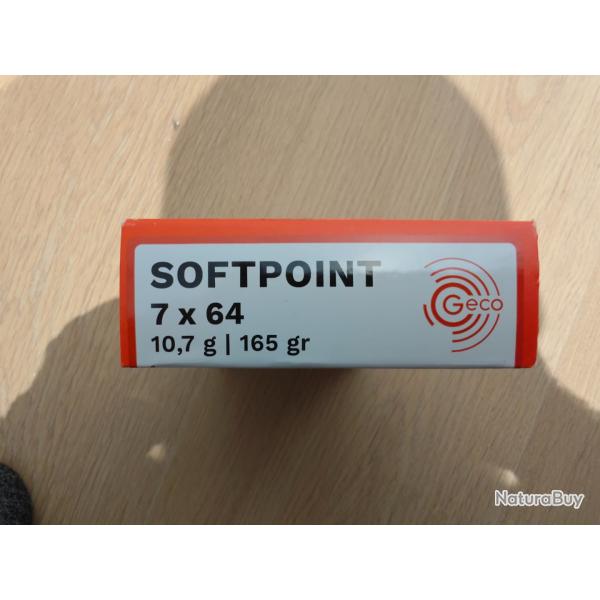 SOFTPOINT
7 x 64
10,7 g | 165 gr
Geco
NaturaBuy